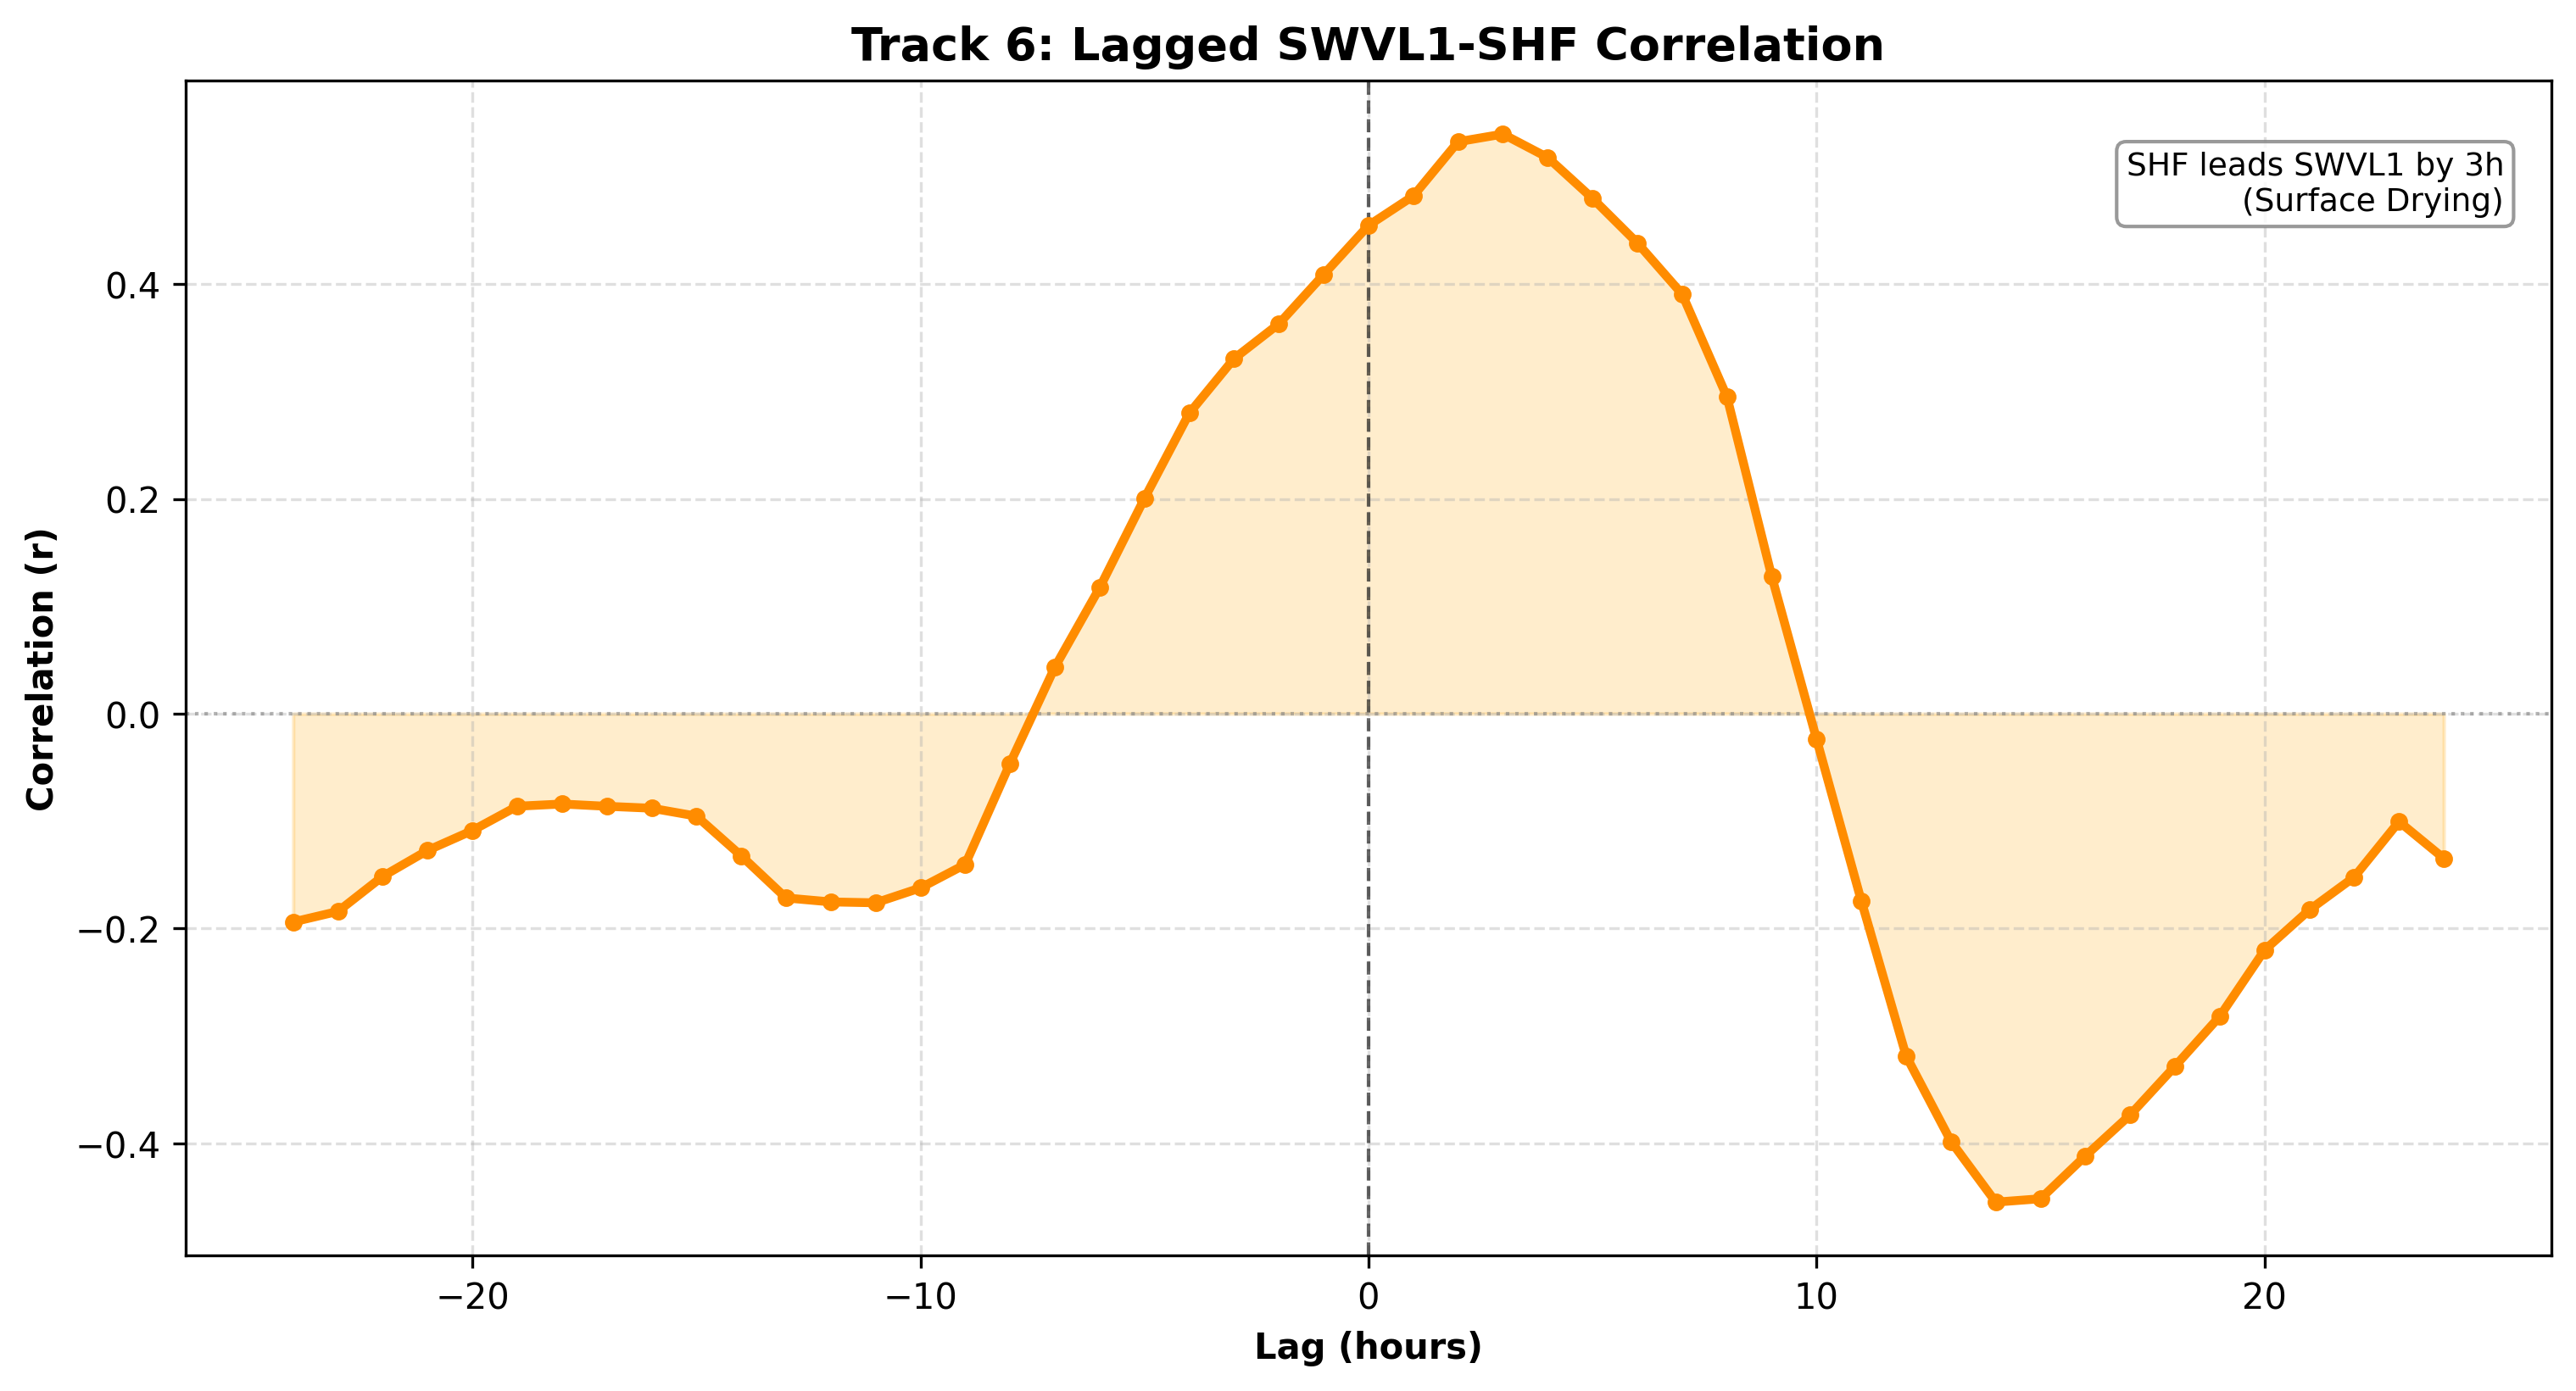 Track 6: Lagged SWVL1-SHF Correlation
SHF leads SWVL1 by 3h
(Surface Drying)
Correlation (r)
0.4
0.2
0.0
−0.2
−0.4
−20
−10
0
10
20
Lag (hours)